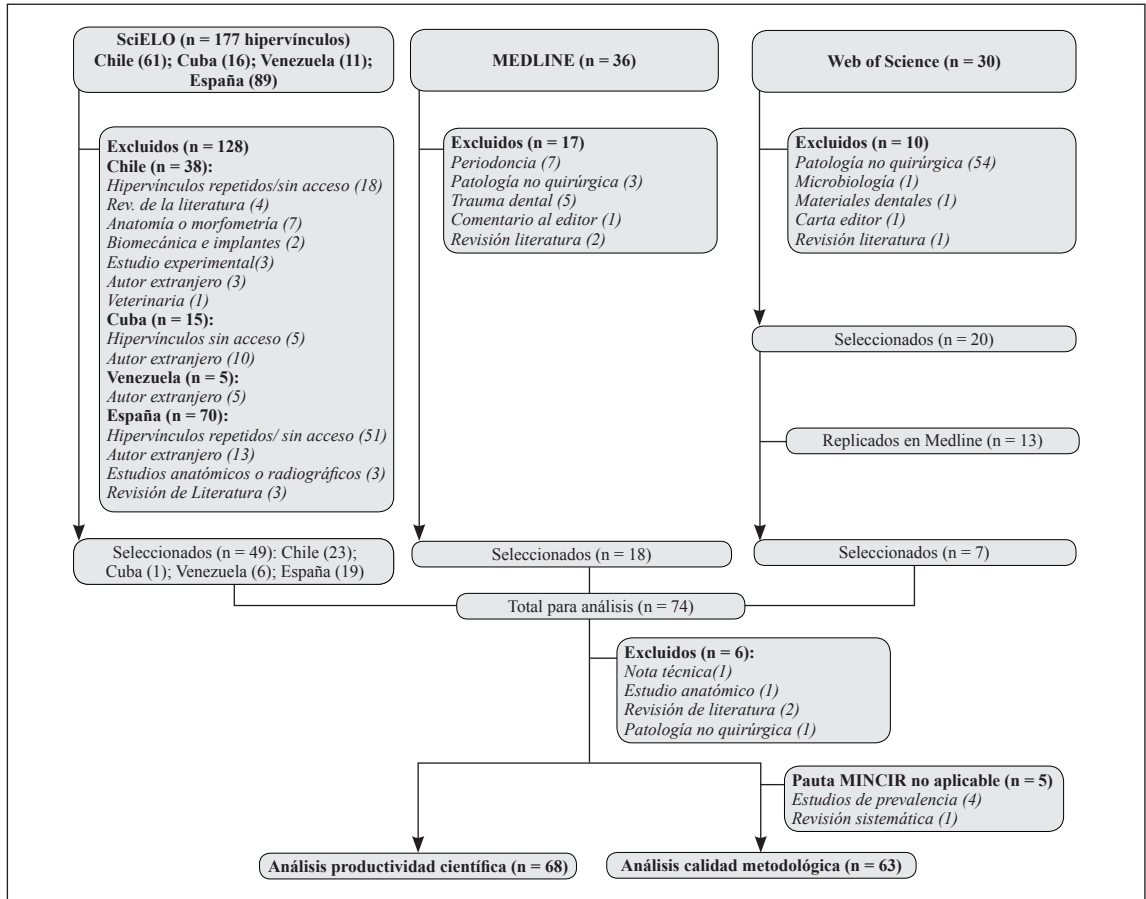 SciELO (n = 177 hipervínculos)
Chile (61); Cuba (16); Venezuela (11);
España (89)
MEDLINE (n = 36)
Web of Science (n = 30)
Excluidos (n = 128)
Chile (n = 38):
Hipervínculos repetidos/sin acceso (18)
Rev. de la literatura (4)
Anatomía o morfometría (7)
Biomecánica e implantes (2)
Estudio experimental(3)
Autor extranjero (3)
Veterinaria (1)
Cuba (n = 15):
Hipervínculos sin acceso (5)
Autor extranjero (10)
Venezuela (n = 5):
Autor extranjero (5)
España (n = 70):
Hipervínculos repetidos/ sin acceso (51)
Autor extranjero (13)
Estudios anatómicos o radiográficos (3)
Revisión de Literatura (3)
Excluidos (n = 17)
Periodoncia (7)
Patología no quirúrgica (3)
Trauma dental (5)
Comentario al editor (1)
Revisión literatura (2)
Excluidos (n = 10)
Patología no quirúrgica (54)
Microbiología (1)
Materiales dentales (1)
Carta editor (1)
Revisión literatura (1)
Seleccionados (n = 20)
Replicados en Medline (n = 13)
Seleccionados (n = 49): Chile (23);
Cuba (1); Venezuela (6); España (19)
Seleccionados (n = 18)
Seleccionados (n = 7)
Total para análisis (n = 74)
Excluidos (n = 6):
Nota técnica(1)
Estudio anatómico (1)
Revisión de literatura (2)
Patología no quirúrgica (1)
Pauta MINCIR no aplicable (n = 5)
Estudios de prevalencia (4)
Revisión sistemática (1)
Análisis productividad científica (n = 68)
Análisis calidad metodológica (n = 63)